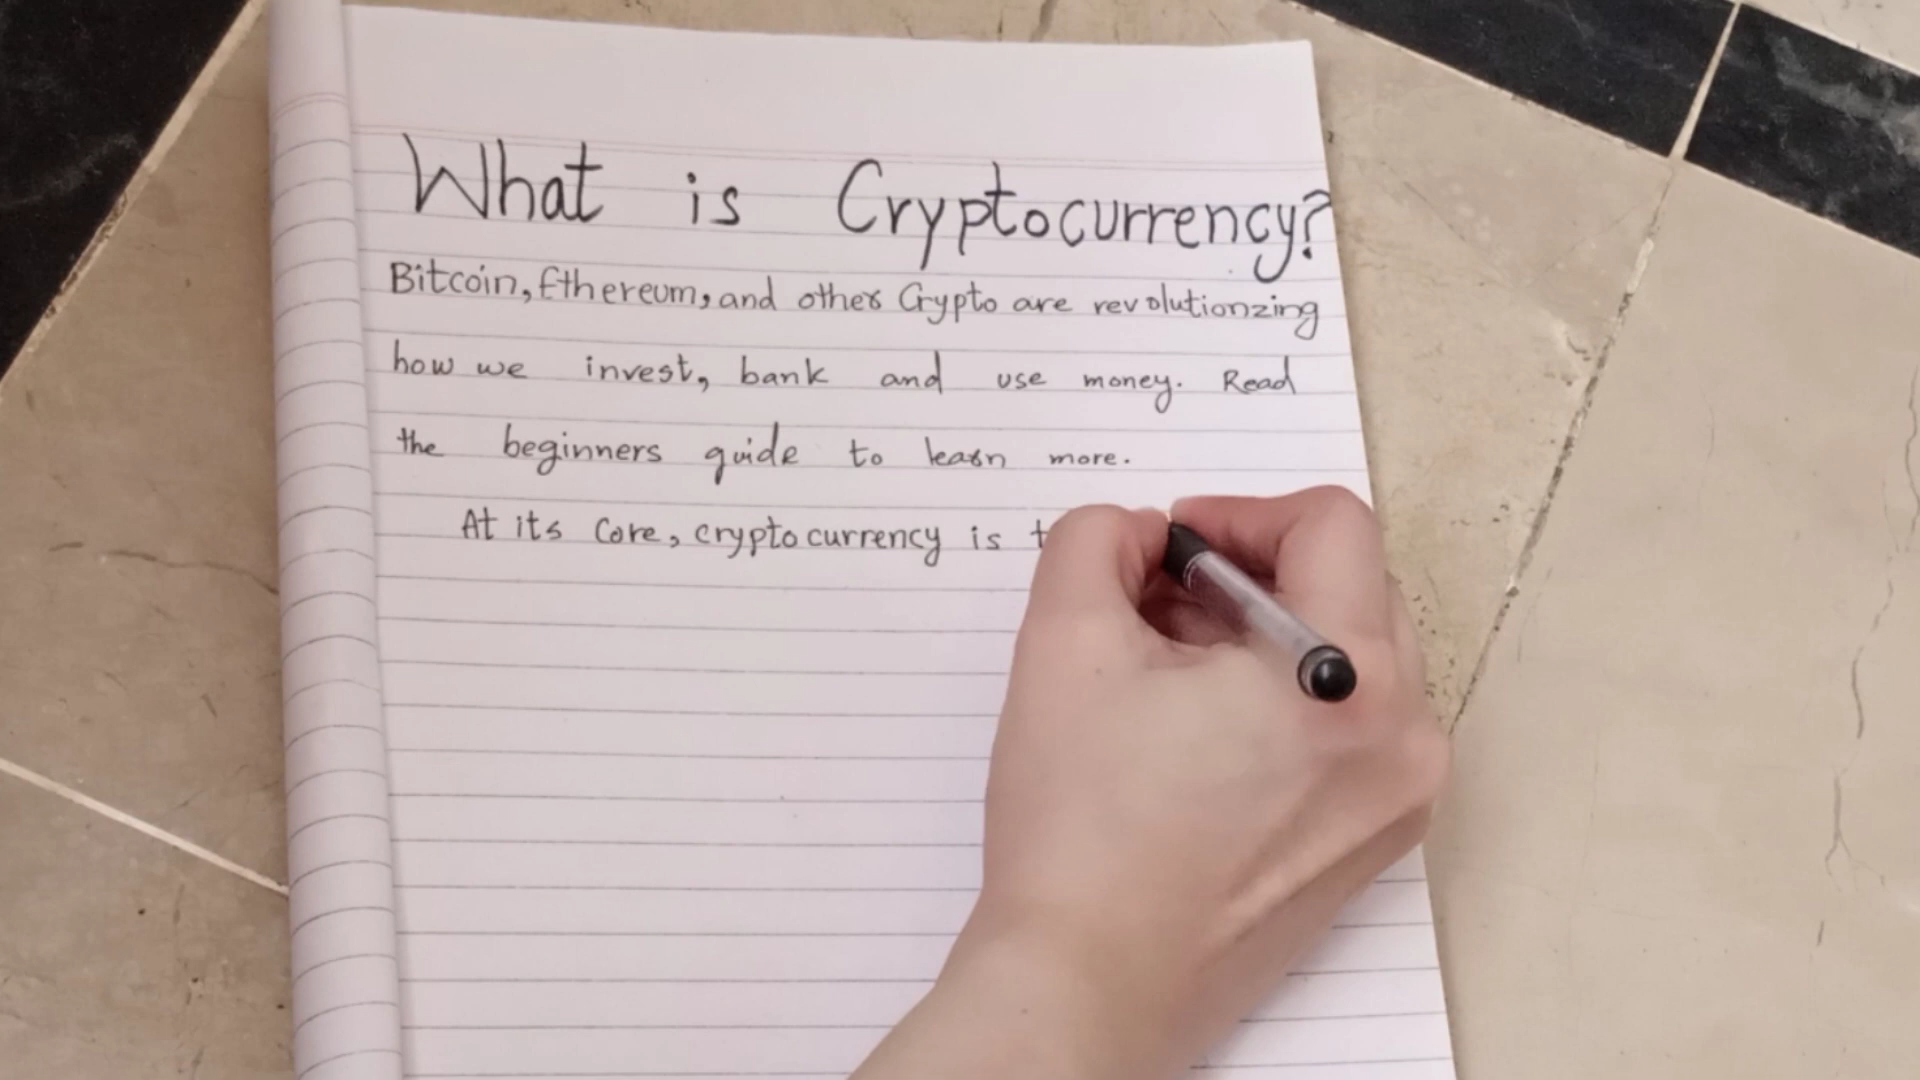 What is Cryptocurrency?
Bitcoin, Ethereum, and other Crypto are revolutionzing
how we invest, bank and use money. Read
the beginners guide to learn more.
At its Core, cryptocurrency is